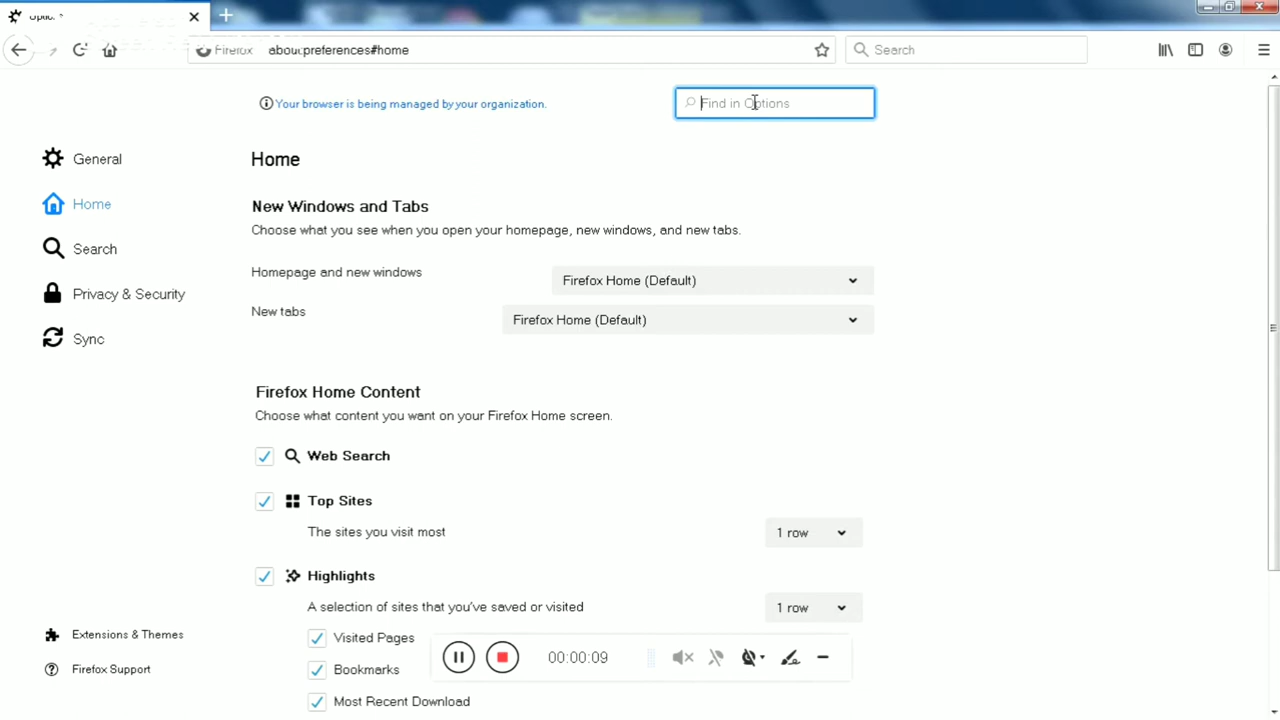 Firefox
about:preferences#home
Search
Your browser is being managed by your organization.
Find in Options
General
Home
Search
Privacy & Security
Sync
Extensions & Themes
Firefox Support
Home
New Windows and Tabs
Choose what you see when you open your homepage, new windows, and new tabs.
Homepage and new windows
Firefox Home (Default)
New tabs
Firefox Home (Default)
Firefox Home Content
Choose what content you want on your Firefox Home screen.
Web Search
Top Sites
The sites you visit most
1 row
Highlights
A selection of sites that you've saved or visited
1 row
Visited Pages
Bookmarks
Most Recent Download
00:00:09